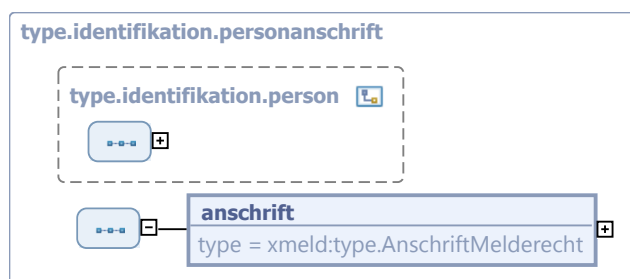 type.identifikation.personanschrift
type.identifikation.person
anschrift
type = xmeld:type.AnschriftMelderecht